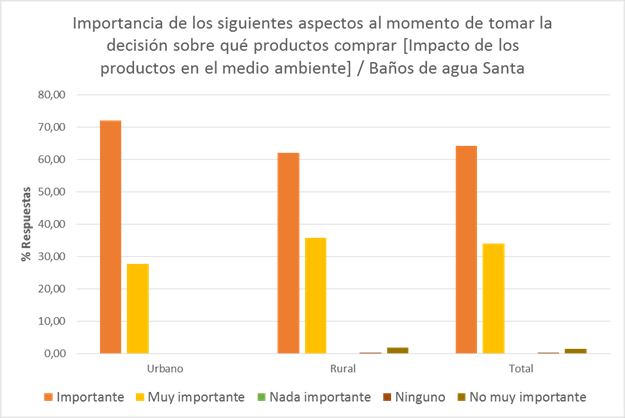 Importancia de los siguientes aspectos al momento de tomar la
decisión sobre qué productos comprar [Impacto de los
productos en el medio ambiente] / Baños de agua Santa
80,00
70,00
60,00
50,00
40,00
30,00
20,00
10,00
0,00
% Respuestas
Urbano Rural Total
Importante Muy importante Nada importante Ninguno No muy importante